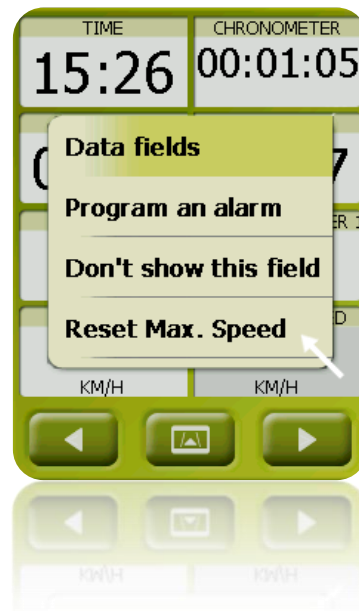 TIME CHRONOMETER
15:26 00:01:05
Data fields
Program an alarm
Don't show this field
Reset Max. Speed
KM/H KM/H